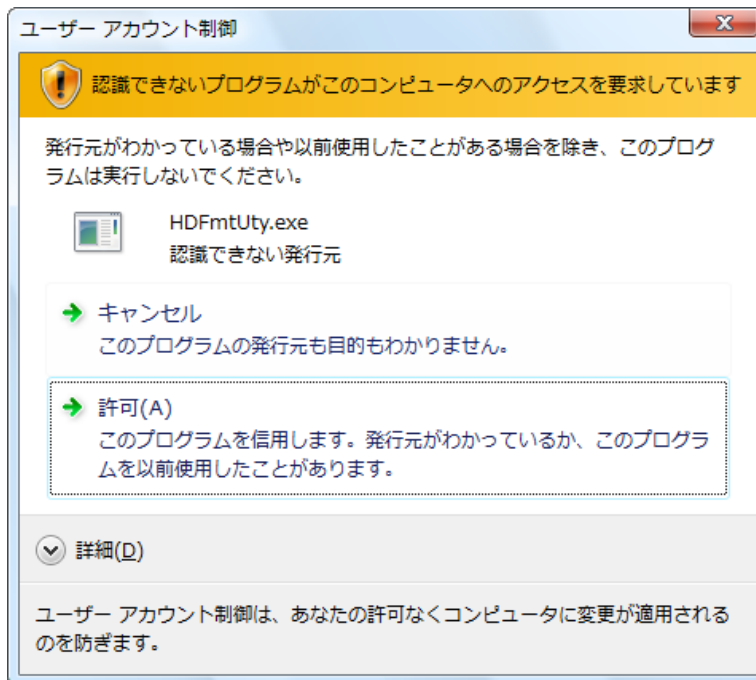 ユーザー アカウント制御
認識できないプログラムがこのコンピュータへのアクセスを要求しています
発行元がわかっている場合や以前使用したことがある場合を除き、このプログ
ラムは実行しないでください。
HDFmtUty.exe
認識できない発行元
キャンセル
このプログラムの発行元も目的もわかりません。
許可(A)
このプログラムを信用します。発行元がわかっているか、このプログラ
ムを以前使用したことがあります。
詳細(D)
ユーザー アカウント制御は、あなたの許可なくコンピュータに変更が適用される
のを防ぎます。